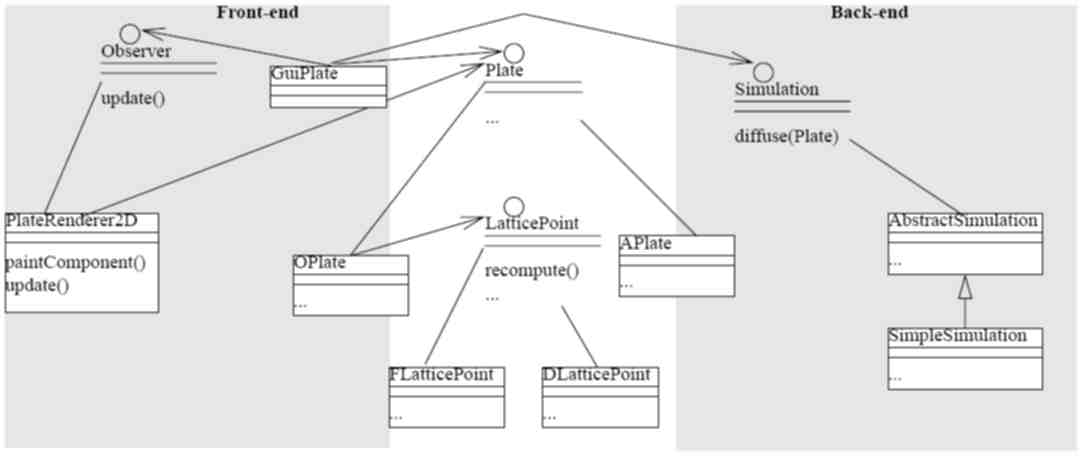 Front-end
Back-end
Observer
update()
GuiPlate
Plate
...
Simulation
diffuse(Plate)
PlateRenderer2D
paintComponent()
update()
OPlate
...
LatticePoint
recompute()
...
APlate
...
AbstractSimulation
...
SimpleSimulation
...
FLatticePoint
...
DLatticePoint
...